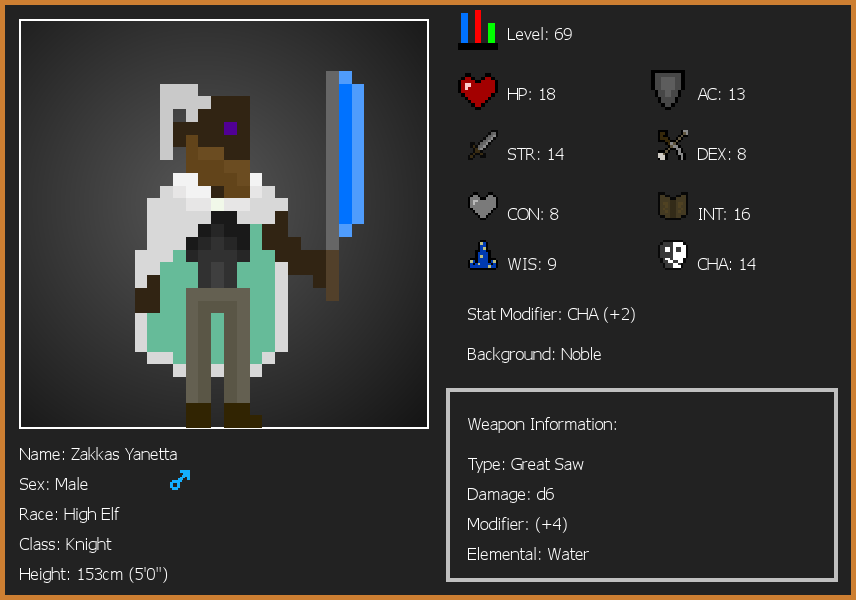 Level: 69
HP: 18
AC: 13
STR: 14
DEX: 8
CON: 8
INT: 16
WIS: 9
CHA: 14
Stat Modifier: CHA (+2)
Background: Noble
Weapon Information:
Type: Great Saw
Damage: d6
Modifier: (+4)
Elemental: Water
Name: Zakkas Yanetta
Sex: Male
Race: High Elf
Class: Knight
Height: 153cm (5'0")